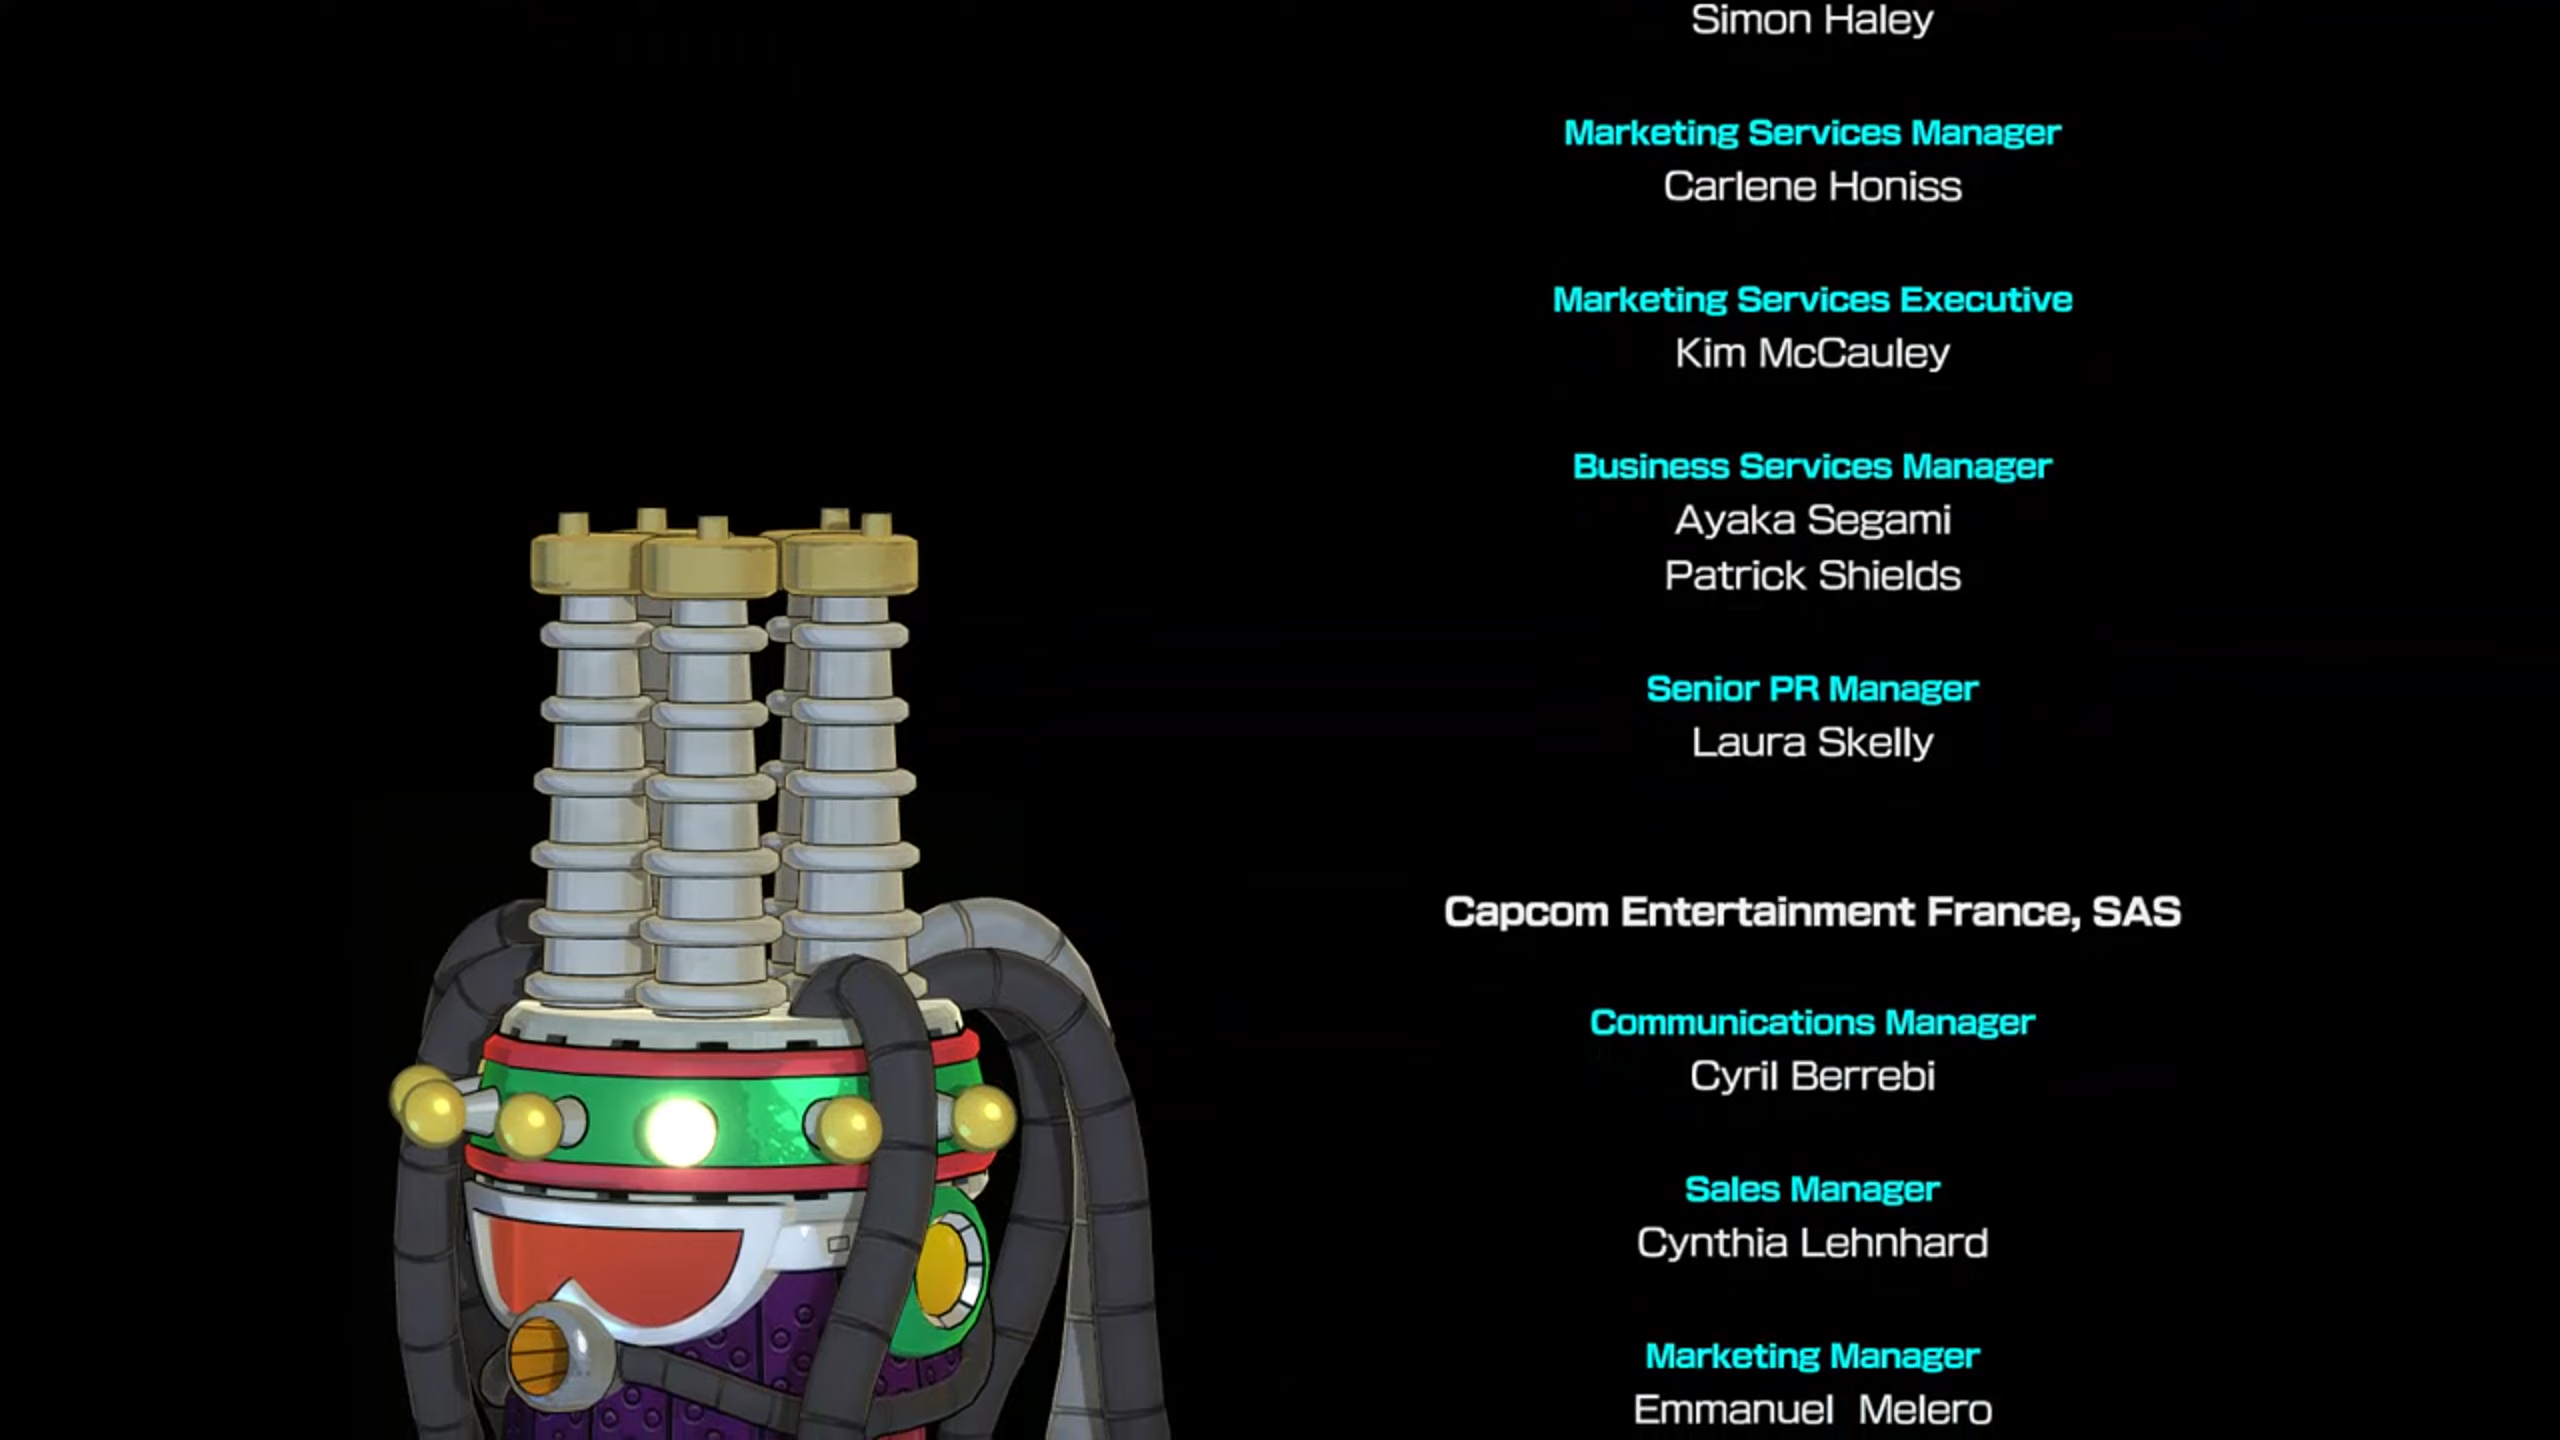 Simon Haley
Marketing Services Manager
Carlene Honiss
Marketing Services Executive
Kim McCauley
Business Services Manager
Ayaka Segami
Patrick Shields
Senior PR Manager
Laura Skelly
Capcom Entertainment France, SAS
Communications Manager
Cyril Berrebi
Sales Manager
Cynthia Lehnhard
Marketing Manager
Emmanuel  Melero